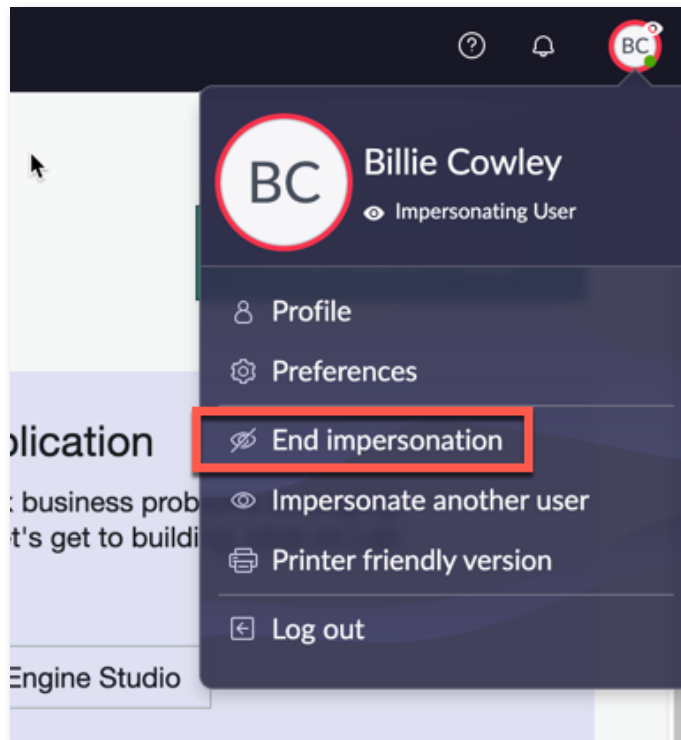 BC
BC
Billie Cowley
Impersonating User
Profile
Preferences
End impersonation
Impersonate another user
Printer friendly version
Log out
plication
business prob
t's get to buildi
Engine Studio